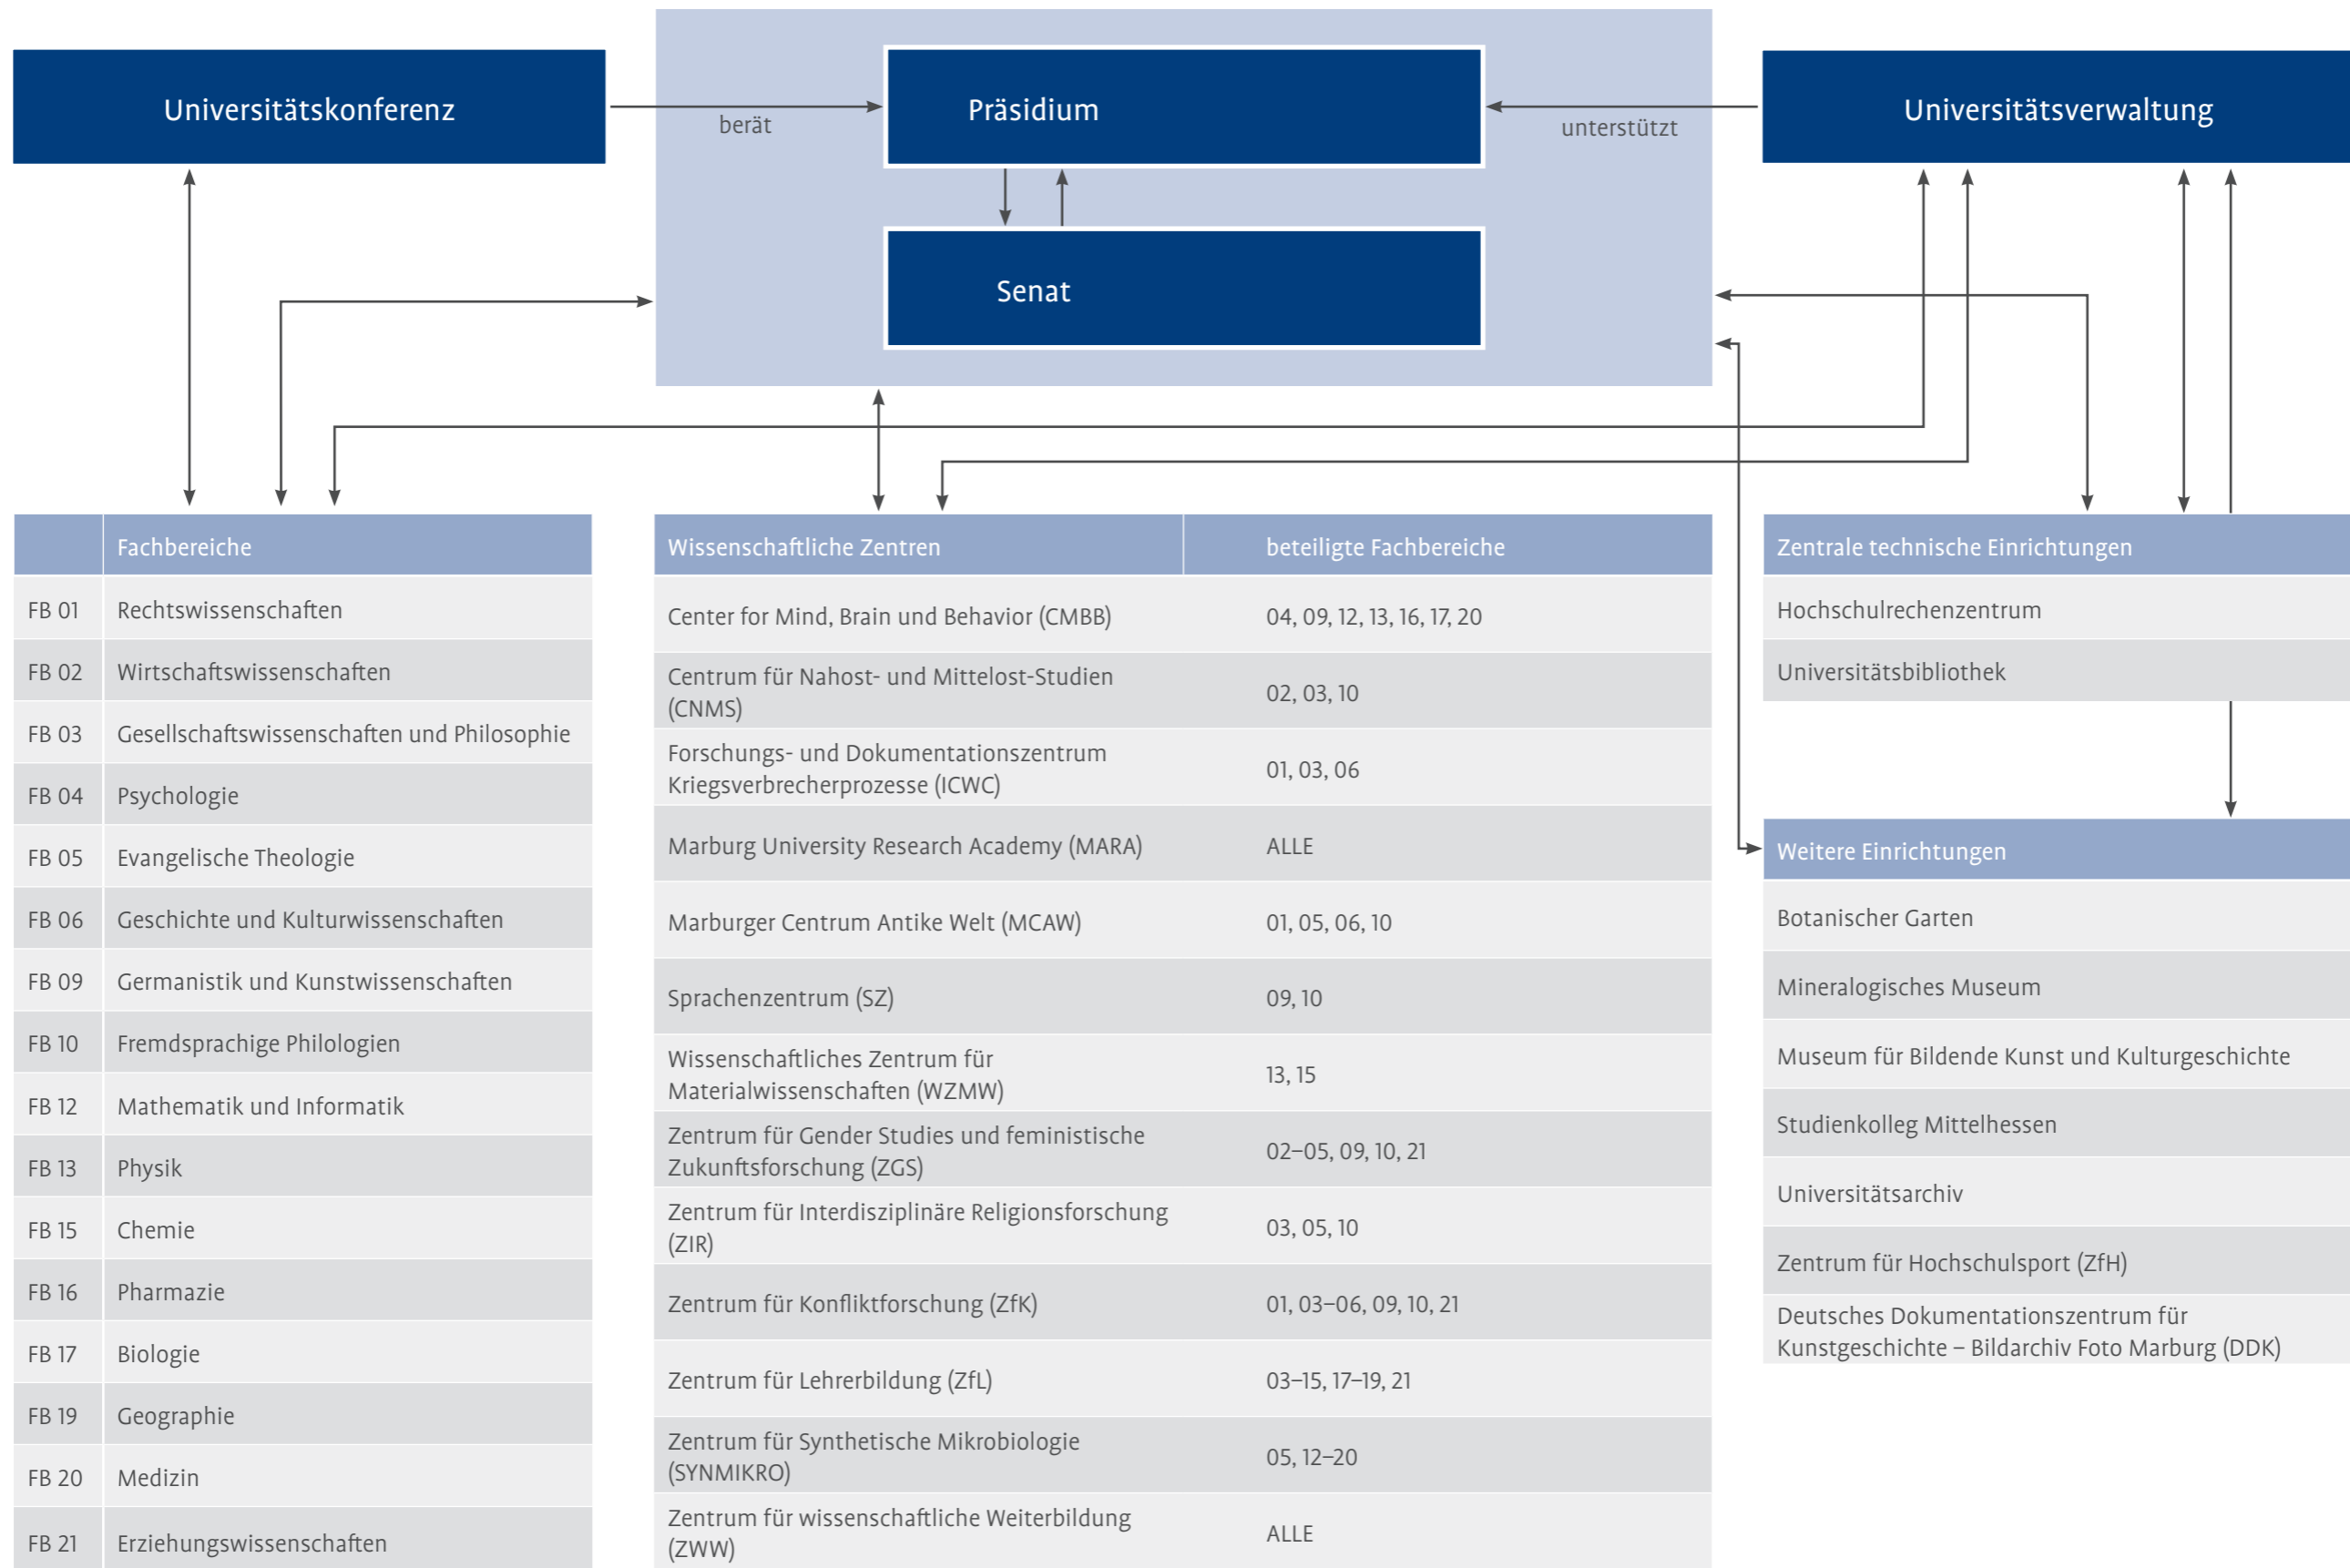 Universitätskonferenz
berät
Präsidium
unterstützt
Universitätsverwaltung
Senat
Fachbereiche
FB 01 Rechtswissenschaften
FB 02 Wirtschaftswissenschaften
FB 03 Gesellschaftswissenschaften und Philosophie
FB 04 Psychologie
FB 05 Evangelische Theologie
FB 06 Geschichte und Kulturwissenschaften
FB 09 Germanistik und Kunstwissenschaften
FB 10 Fremdsprachige Philologien
FB 12 Mathematik und Informatik
FB 13 Physik
FB 15 Chemie
FB 16 Pharmazie
FB 17 Biologie
FB 19 Geographie
FB 20 Medizin
FB 21 Erziehungswissenschaften
Wissenschaftliche Zentren beteiligte Fachbereiche
Center for Mind, Brain und Behavior (CMBB) 04, 09, 12, 13, 16, 17, 20
Centrum für Nahost- und Mittelost-Studien
(CNMS) 02, 03, 10
Forschungs- und Dokumentationszentrum
Kriegsverbrecherprozesse (ICWC) 01, 03, 06
Marburg University Research Academy (MARA) ALLE
Marburger Centrum Antike Welt (MCAW) 01, 05, 06, 10
Sprachenzentrum (SZ) 09, 10
Wissenschaftliches Zentrum für
Materialwissenschaften (WZMW) 13, 15
Zentrum für Gender Studies und feministische
Zukunftsforschung (ZGS) 02–05, 09, 10, 21
Zentrum für Interdisziplinäre Religionsforschung
(ZIR) 03, 05, 10
Zentrum für Konfliktforschung (ZfK) 01, 03–06, 09, 10, 21
Zentrum für Lehrerbildung (ZfL) 03–15, 17–19, 21
Zentrum für Synthetische Mikrobiologie
(SYNMIKRO) 05, 12–20
Zentrum für wissenschaftliche Weiterbildung
(ZWW) ALLE
Zentrale technische Einrichtungen
Hochschulrechenzentrum
Universitätsbibliothek
Weitere Einrichtungen
Botanischer Garten
Mineralogisches Museum
Museum für Bildende Kunst und Kulturgeschichte
Studienkolleg Mittelhessen
Universitätsarchiv
Zentrum für Hochschulsport (ZfH)
Deutsches Dokumentationszentrum für
Kunstgeschichte – Bildarchiv Foto Marburg (DDK)